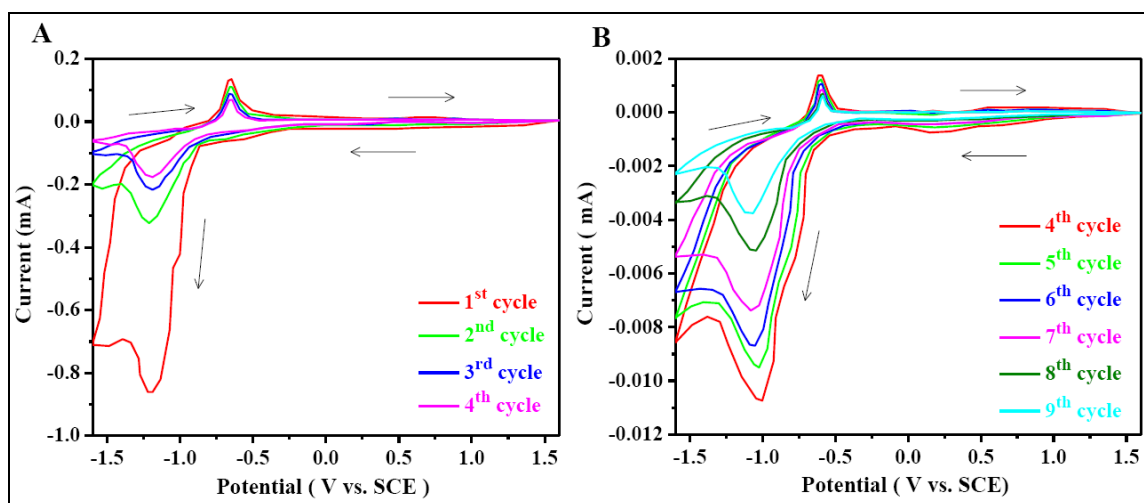 A
0.2
0.0
-0.2
-0.4
-0.6
-0.8
-1.0
Current (mA)
1st cycle
2nd cycle
3rd cycle
4th cycle
-1.5 -1.0 -0.5 0.0 0.5 1.0 1.5
Potential ( V vs. SCE )
B
0.002
0.000
-0.002
-0.004
-0.006
-0.008
-0.010
-0.012
Current ( mA)
4th cycle
5th cycle
6th cycle
7th cycle
8th cycle
9th cycle
-1.5 -1.0 -0.5 0.0 0.5 1.0 1.5
Potential ( V vs. SCE)